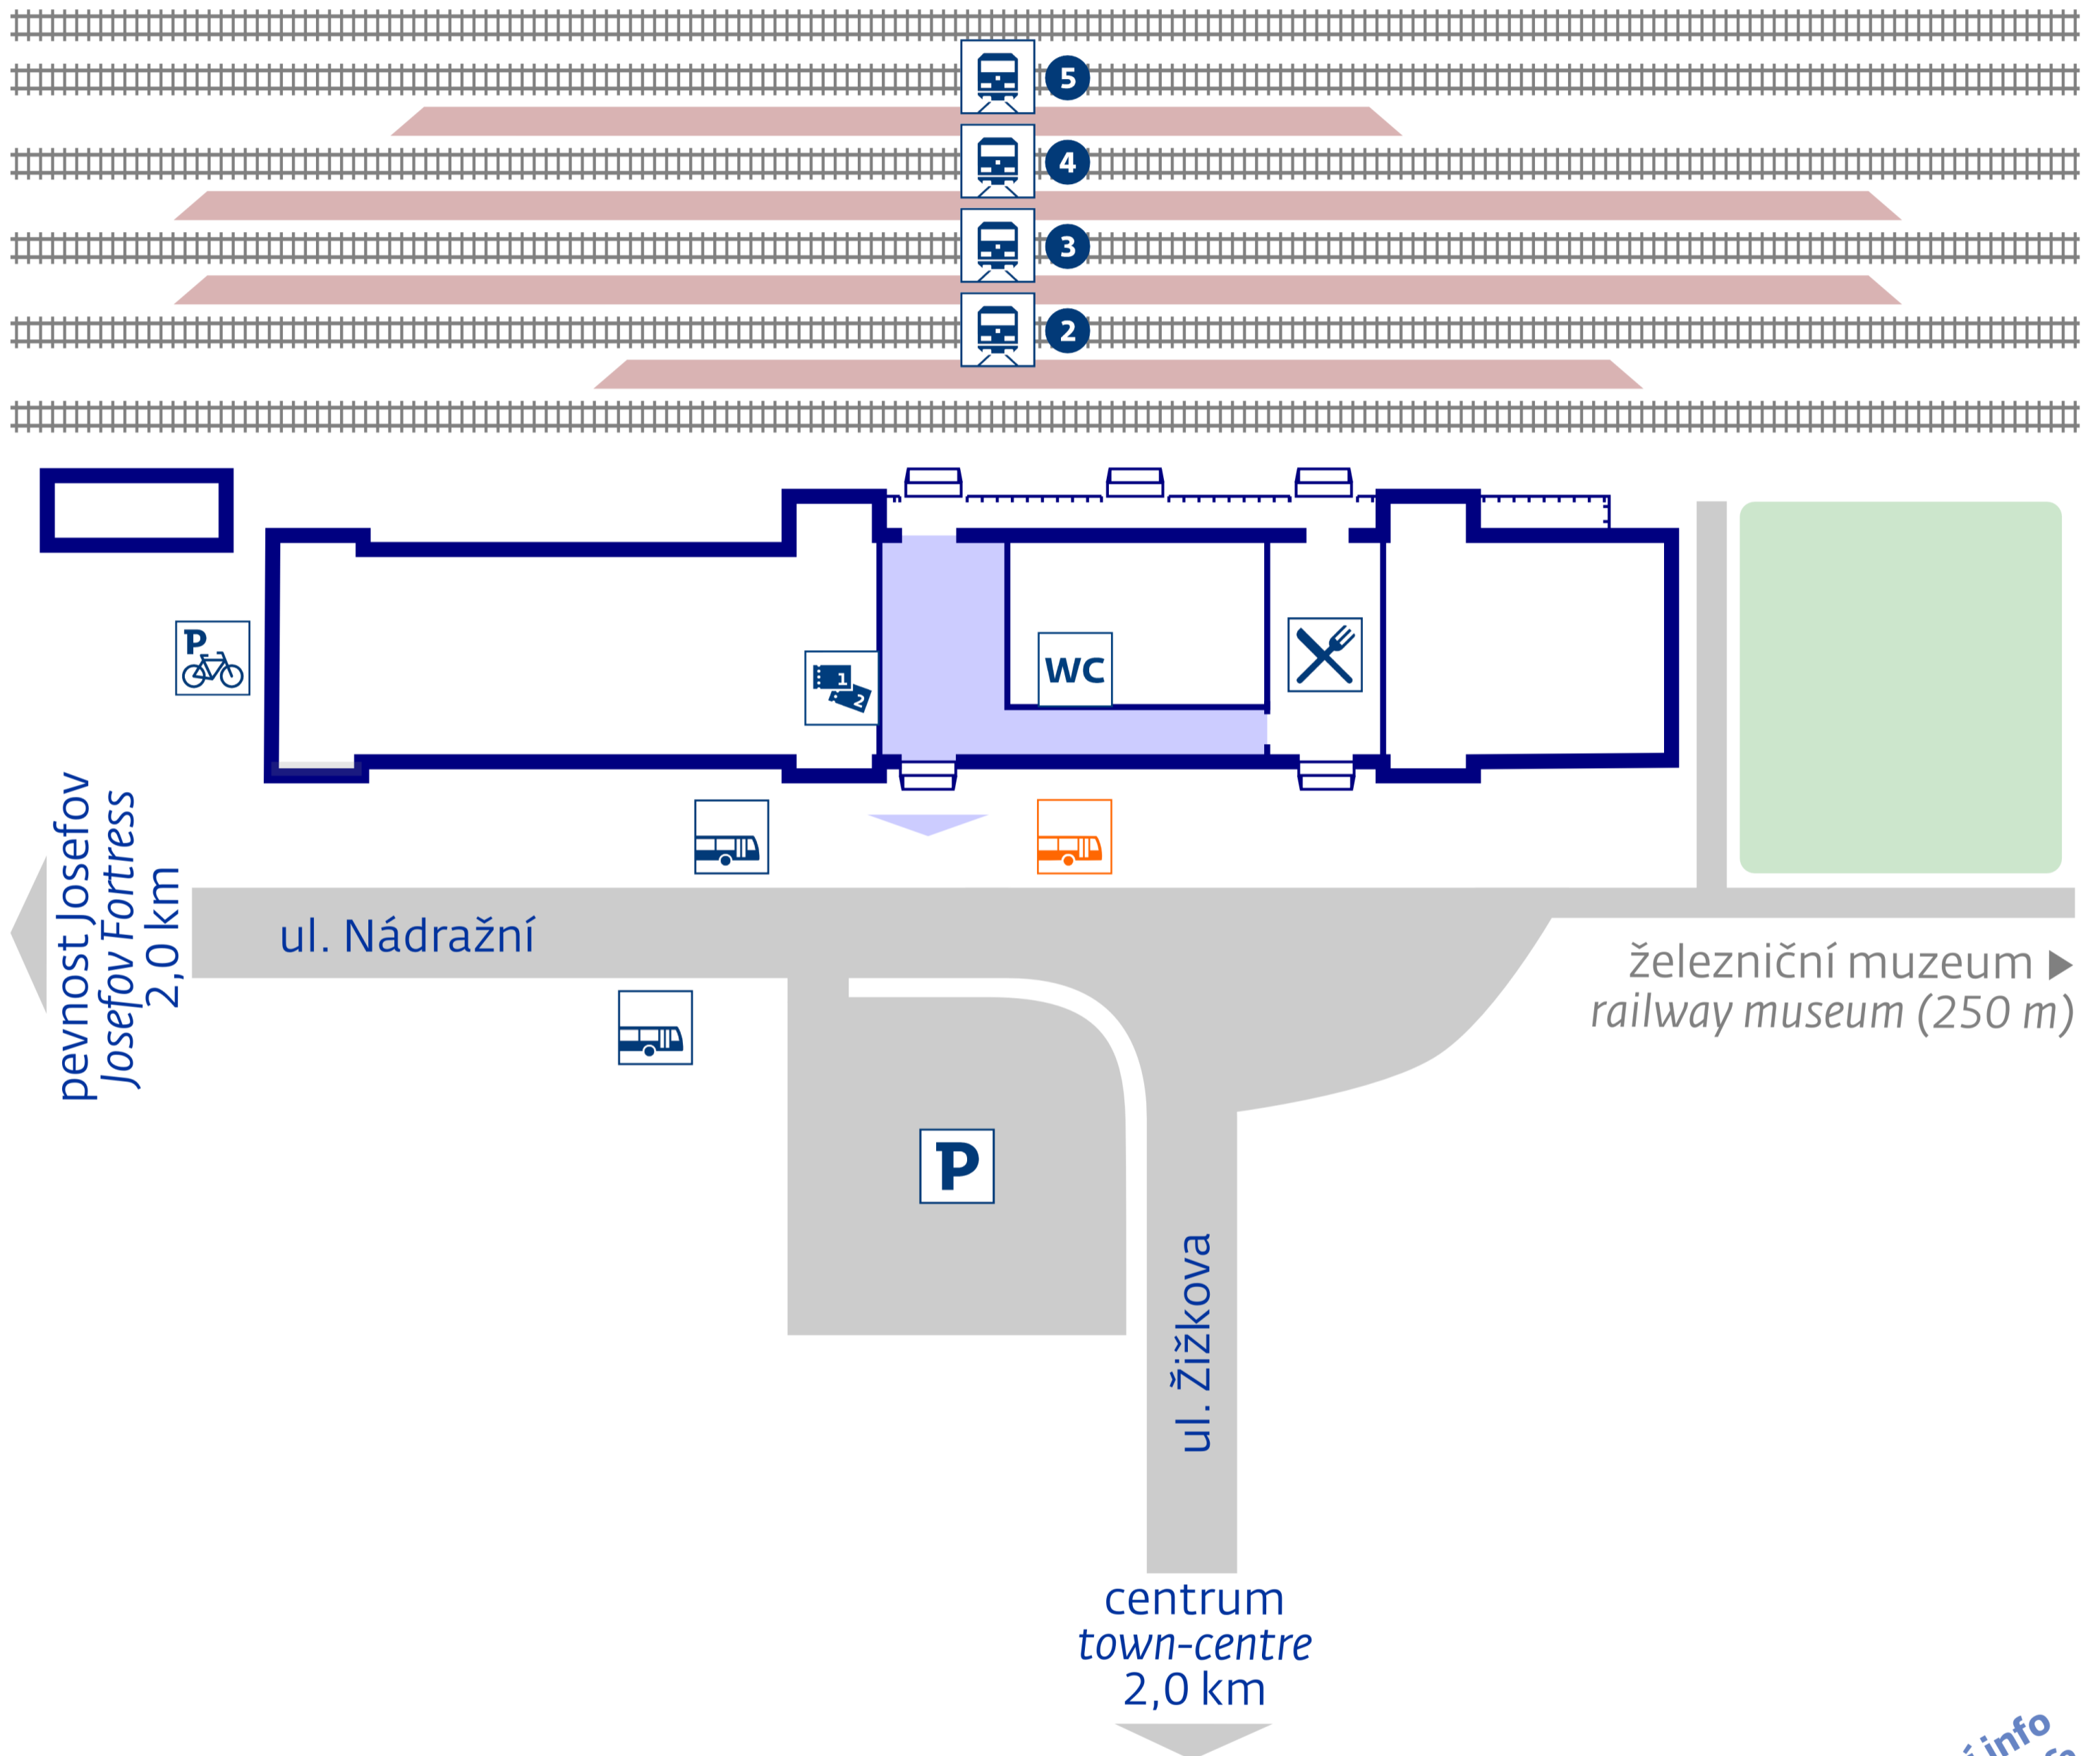 5
4
3
2
P
1
2
WC
pevnost Josefov
Josefov Fortress
2,0 km
ul. Nádražní
železniční muzem
railway museum (250 m)
P
ul. Žižkova
centrum
town-centre
2,0 km
info